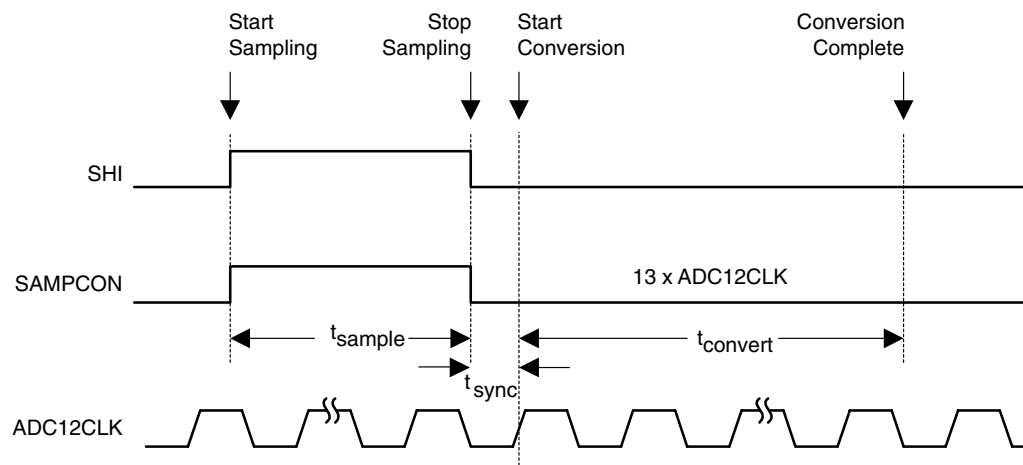 Start
Sampling
Stop
Sampling
Start
Conversion
Conversion
Complete
SHI
SAMPCON
13 x ADC12CLK
tsample
tconvert
tsync
ADC12CLK